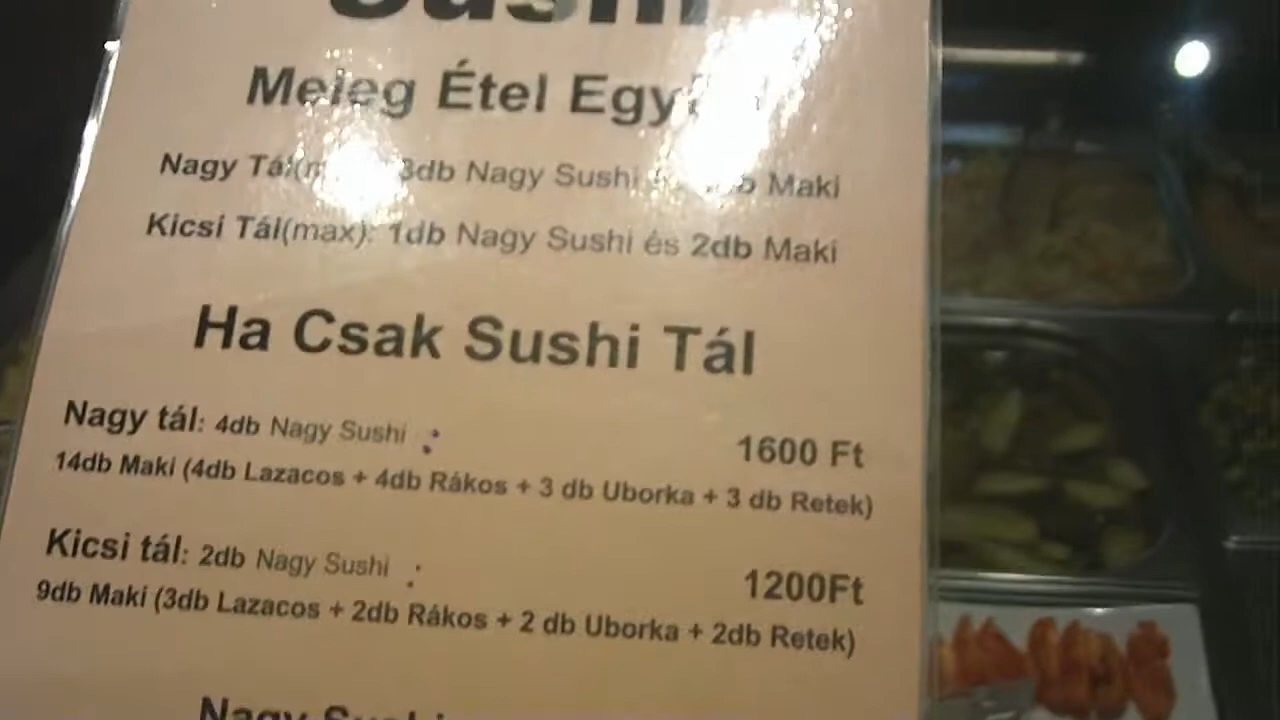 Sushi
Meleg Étel
3db Nagy Sushi Maki
Kicsi Tál(max): 1db Nagy Sushi és 2db Maki
Ha Csak Sushi Tál
Nagy tál: 4db Nagy Sushi : 1600 Ft
14db Maki (4db Lazacos + 4db Rákos + 3 db Uborka + 3 db Retek)
Kicsi tál: 2db Nagy Sushi : 1200Ft
9db Maki (3db Lazacos + 2db Rákos + 2 db Uborka + 2db Retek)
Nagy Sushi